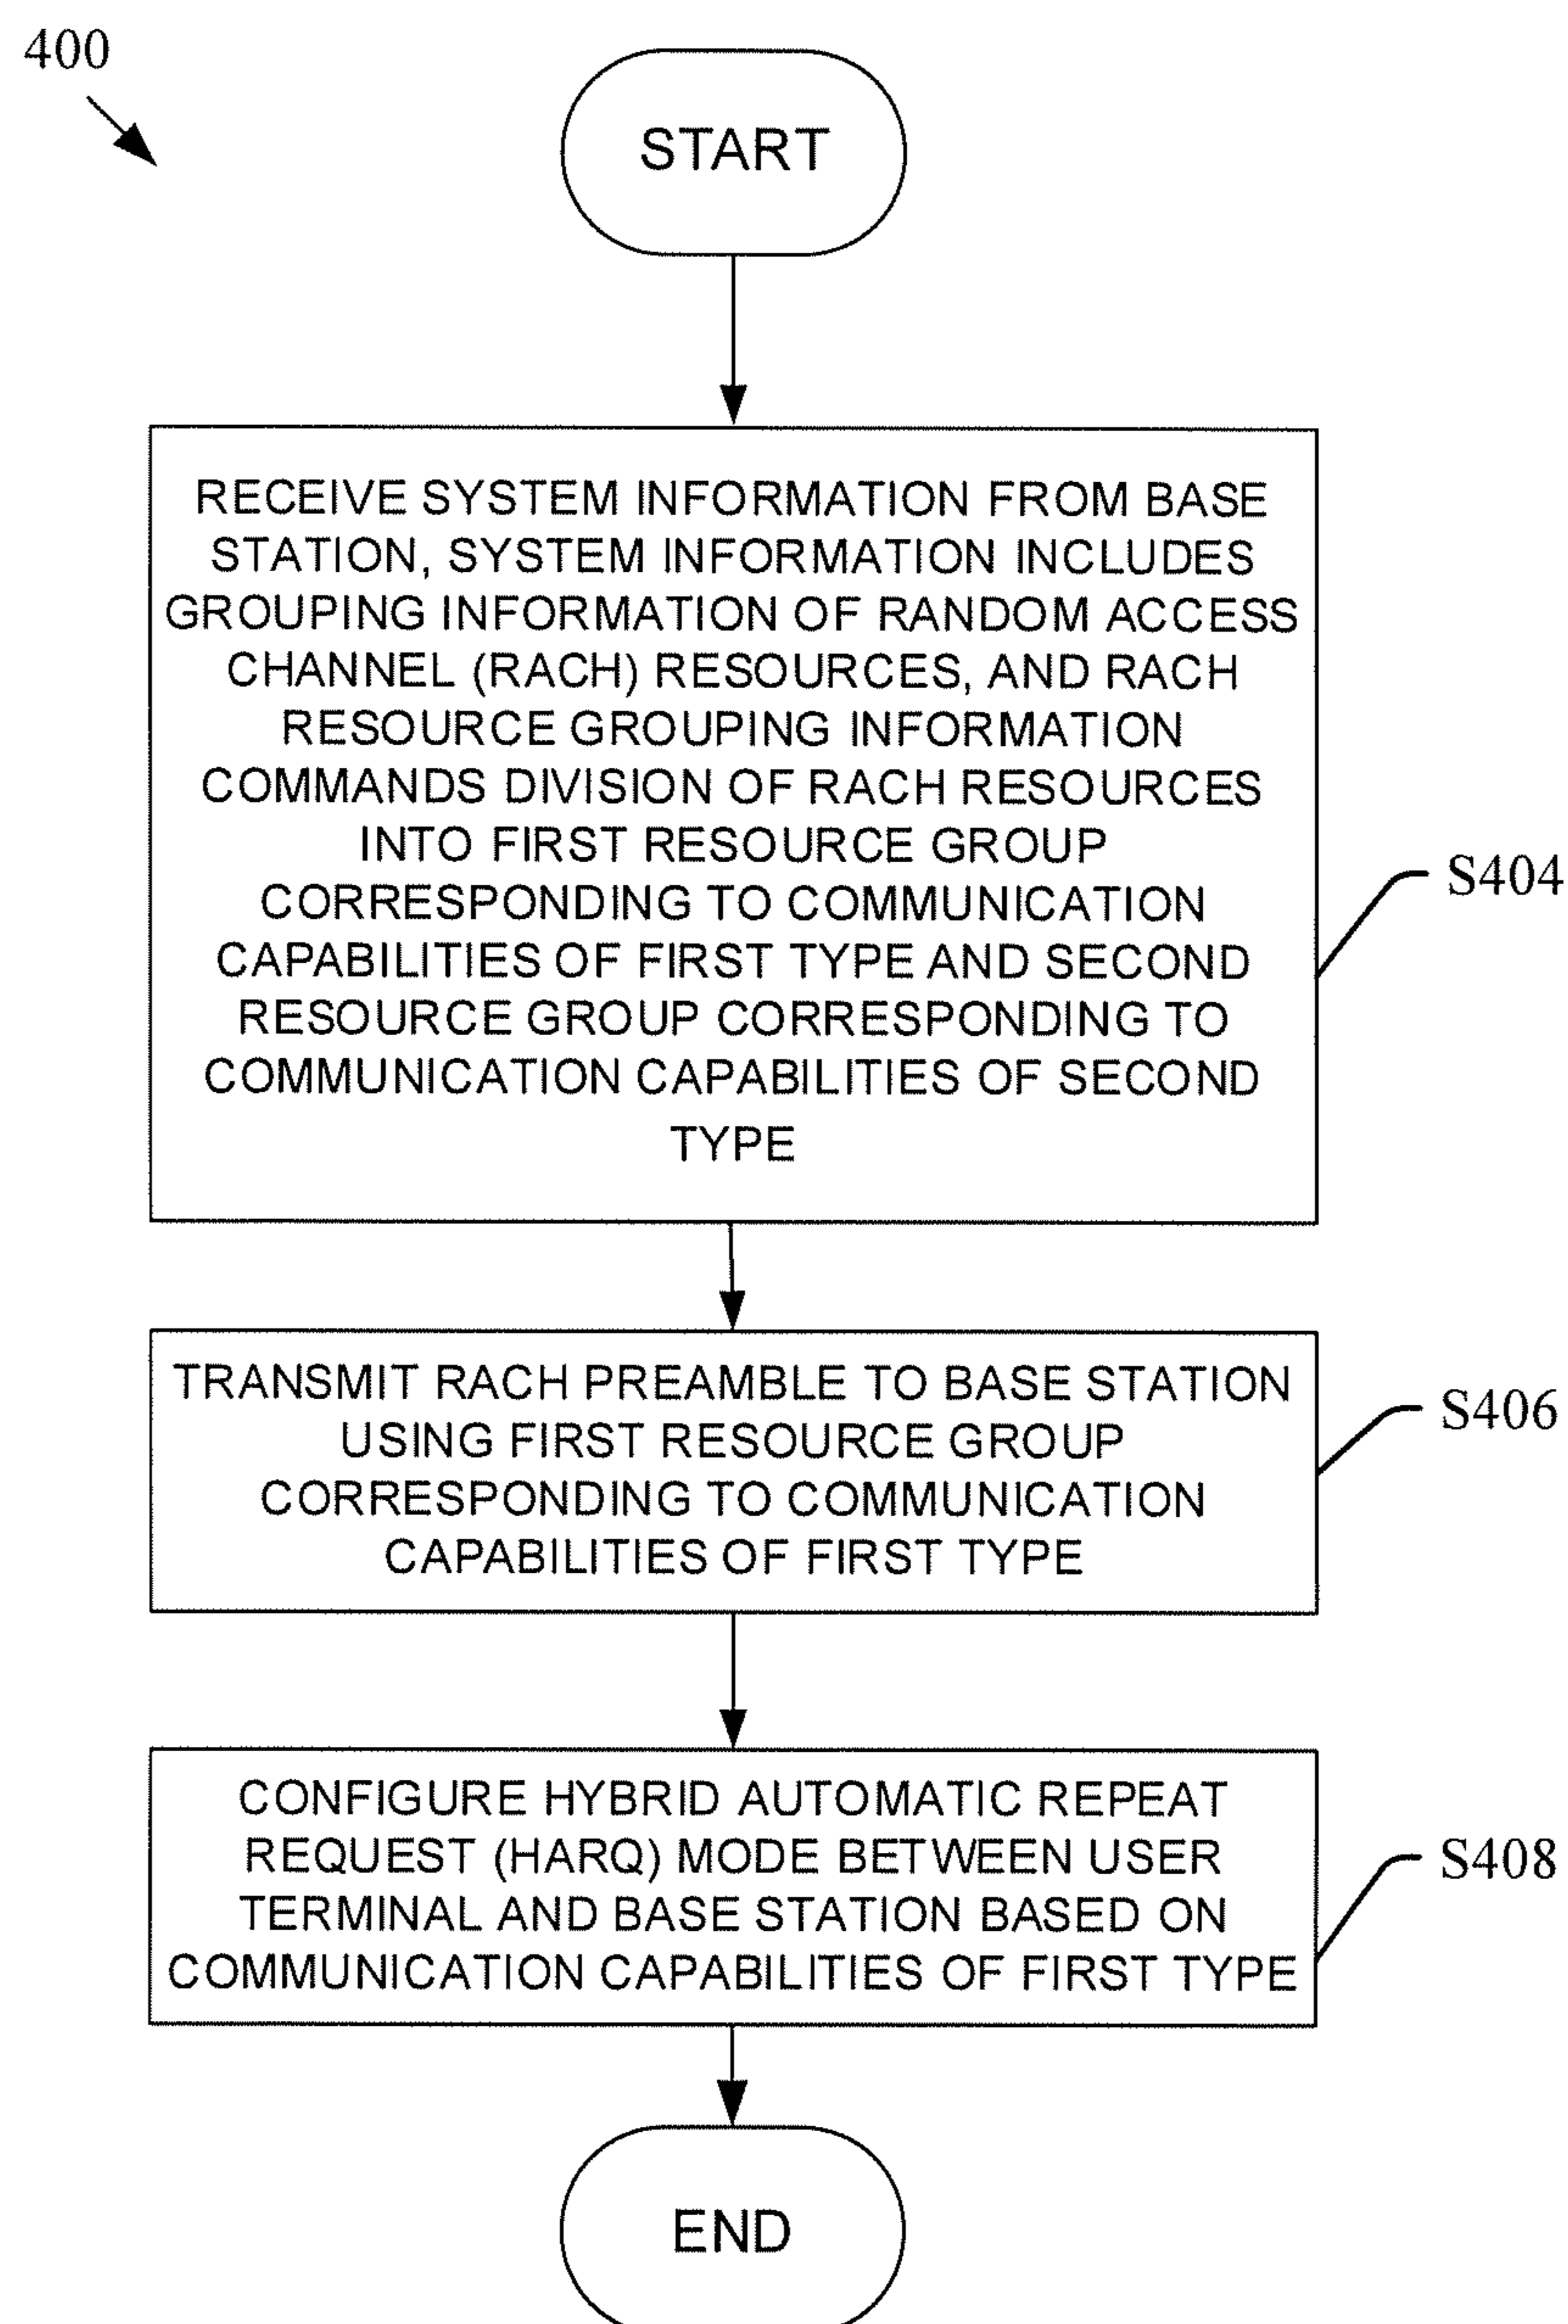 400
START
RECEIVE SYSTEM INFORMATION FROM BASE
STATION, SYSTEM INFORMATION INCLUDES
GROUPING INFORMATION OF RANDOM ACCESS
CHANNEL (RACH) RESOURCES, AND RACH
RESOURCE GROUPING INFORMATION
COMMANDS DIVISION OF RACH RESOURCES
INTO FIRST RESOURCE GROUP
CORRESPONDING TO COMMUNICATION
CAPABILITIES OF FIRST TYPE AND SECOND
RESOURCE GROUP CORRESPONDING TO
COMMUNICATION CAPABILITIES OF SECOND
TYPE
S404
TRANSMIT RACH PREAMBLE TO BASE STATION
USING FIRST RESOURCE GROUP
CORRESPONDING TO COMMUNICATION
CAPABILITIES OF FIRST TYPE
S406
CONFIGURE HYBRID AUTOMATIC REPEAT
REQUEST (HARQ) MODE BETWEEN USER
TERMINAL AND BASE STATION BASED ON
COMMUNICATION CAPABILITIES OF FIRST TYPE
S408
END